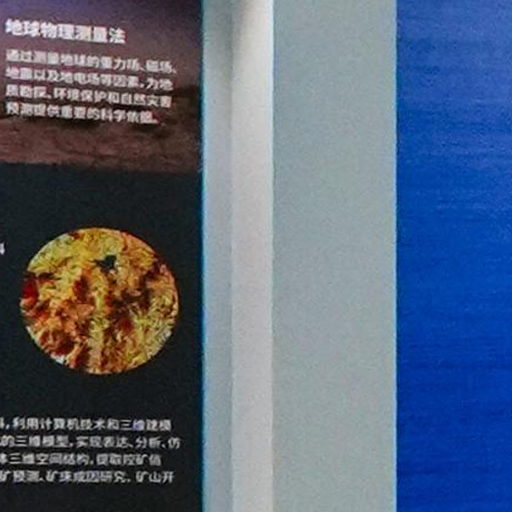 地球物理测量法
通过测量地球的重力场、磁场、
地震以及地电场等因素,为地
质勘探、环境保护和自然灾害
预测提供重要的科学依据。
利用计算机技术和三维建模
的三维模型,实现表达、分析、仿
体三维空间结构,提取控矿信
矿预测、矿床成因研究、矿山开